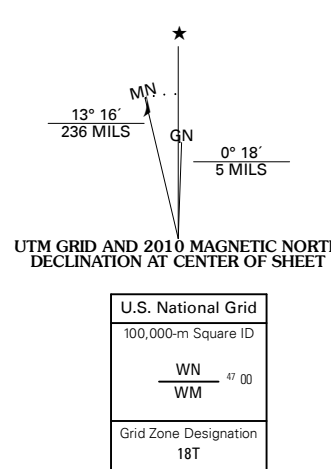 ★
MN
13° 16´
236 MILS
GN
0° 18´
5 MILS
UTM GRID AND 2010 MAGNETIC NORT
DECLINATION AT CENTER OF SHEET
U.S. National Grid
100,000-m Square ID
WN
47 00
WM
Grid Zone Designation
18T